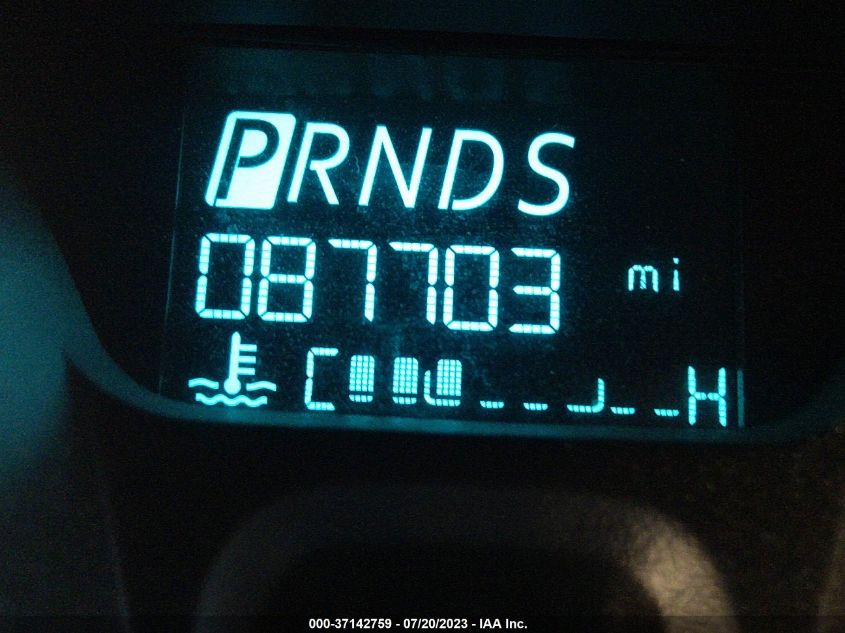 PRNDS
087703 mi
C H
000-37142759 - 07/20/2023 - IAA Inc.